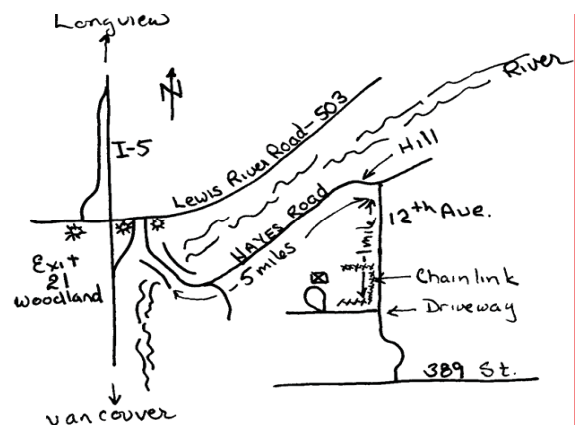 Longview
N
I-5
Lewis River Road-503
River
Hill
HAYES Road
12th Ave.
-5 miles
-1 mile-
Exit
21
Woodland
Chainlink
Driveway
389 St.
Vancouver